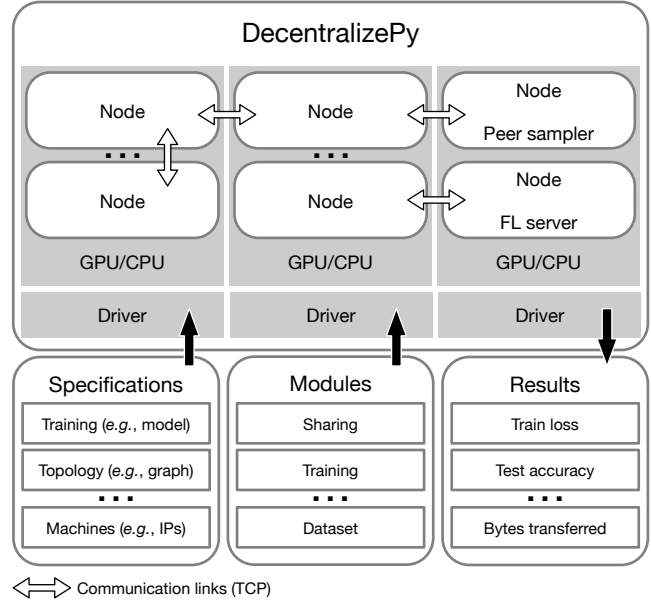 DecentralizePy
Node
Node
Node
Peer sampler
...
...
Node
Node
Node
FL server
GPU/CPU
GPU/CPU
GPU/CPU
Driver
Driver
Driver
Specifications
Training (e.g., model)
Topology (e.g., graph)
...
Machines (e.g., IPs)
Modules
Sharing
Training
...
Dataset
Results
Train loss
Test accuracy
...
Bytes transferred
Communication links (TCP)